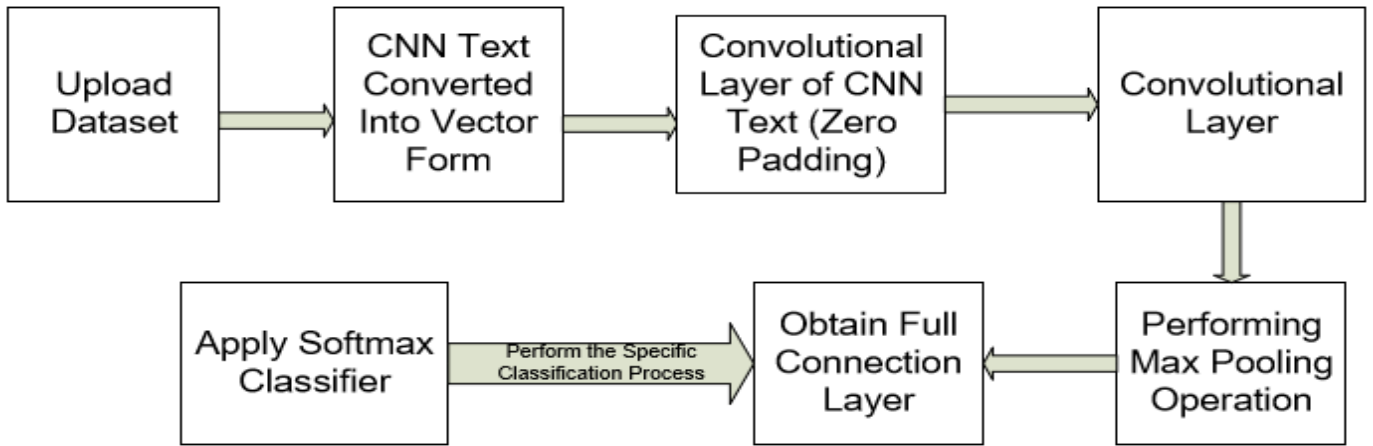 Upload
Dataset
CNN Text
Converted
Into Vector
Form
Convolutional
Layer of CNN
Text (Zero
Padding)
Convolutional
Layer
Apply Softmax
Classifier
Perform the Specific
Classification Process
Obtain Full
Connection
Layer
Performing
Max Pooling
Operation